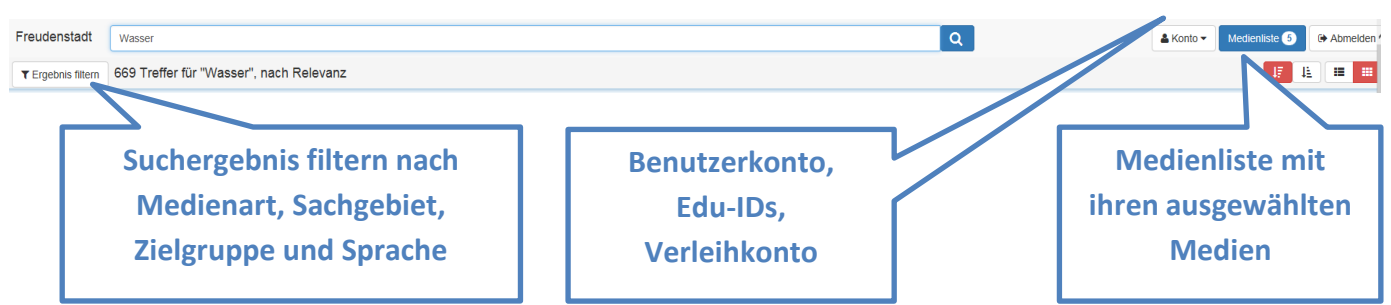 Freudenstadt Wasser Konto Medienliste 5 Abmelden
Ergebnis filtern 669 Treffer für "Wasser", nach Relevanz
Suchergebnis filtern nach
Medienart, Sachgebiet,
Zielgruppe und Sprache
Benutzerkonto,
Edu-IDs,
Verleihkonto
Medienliste mit
ihren ausgewählten
Medien